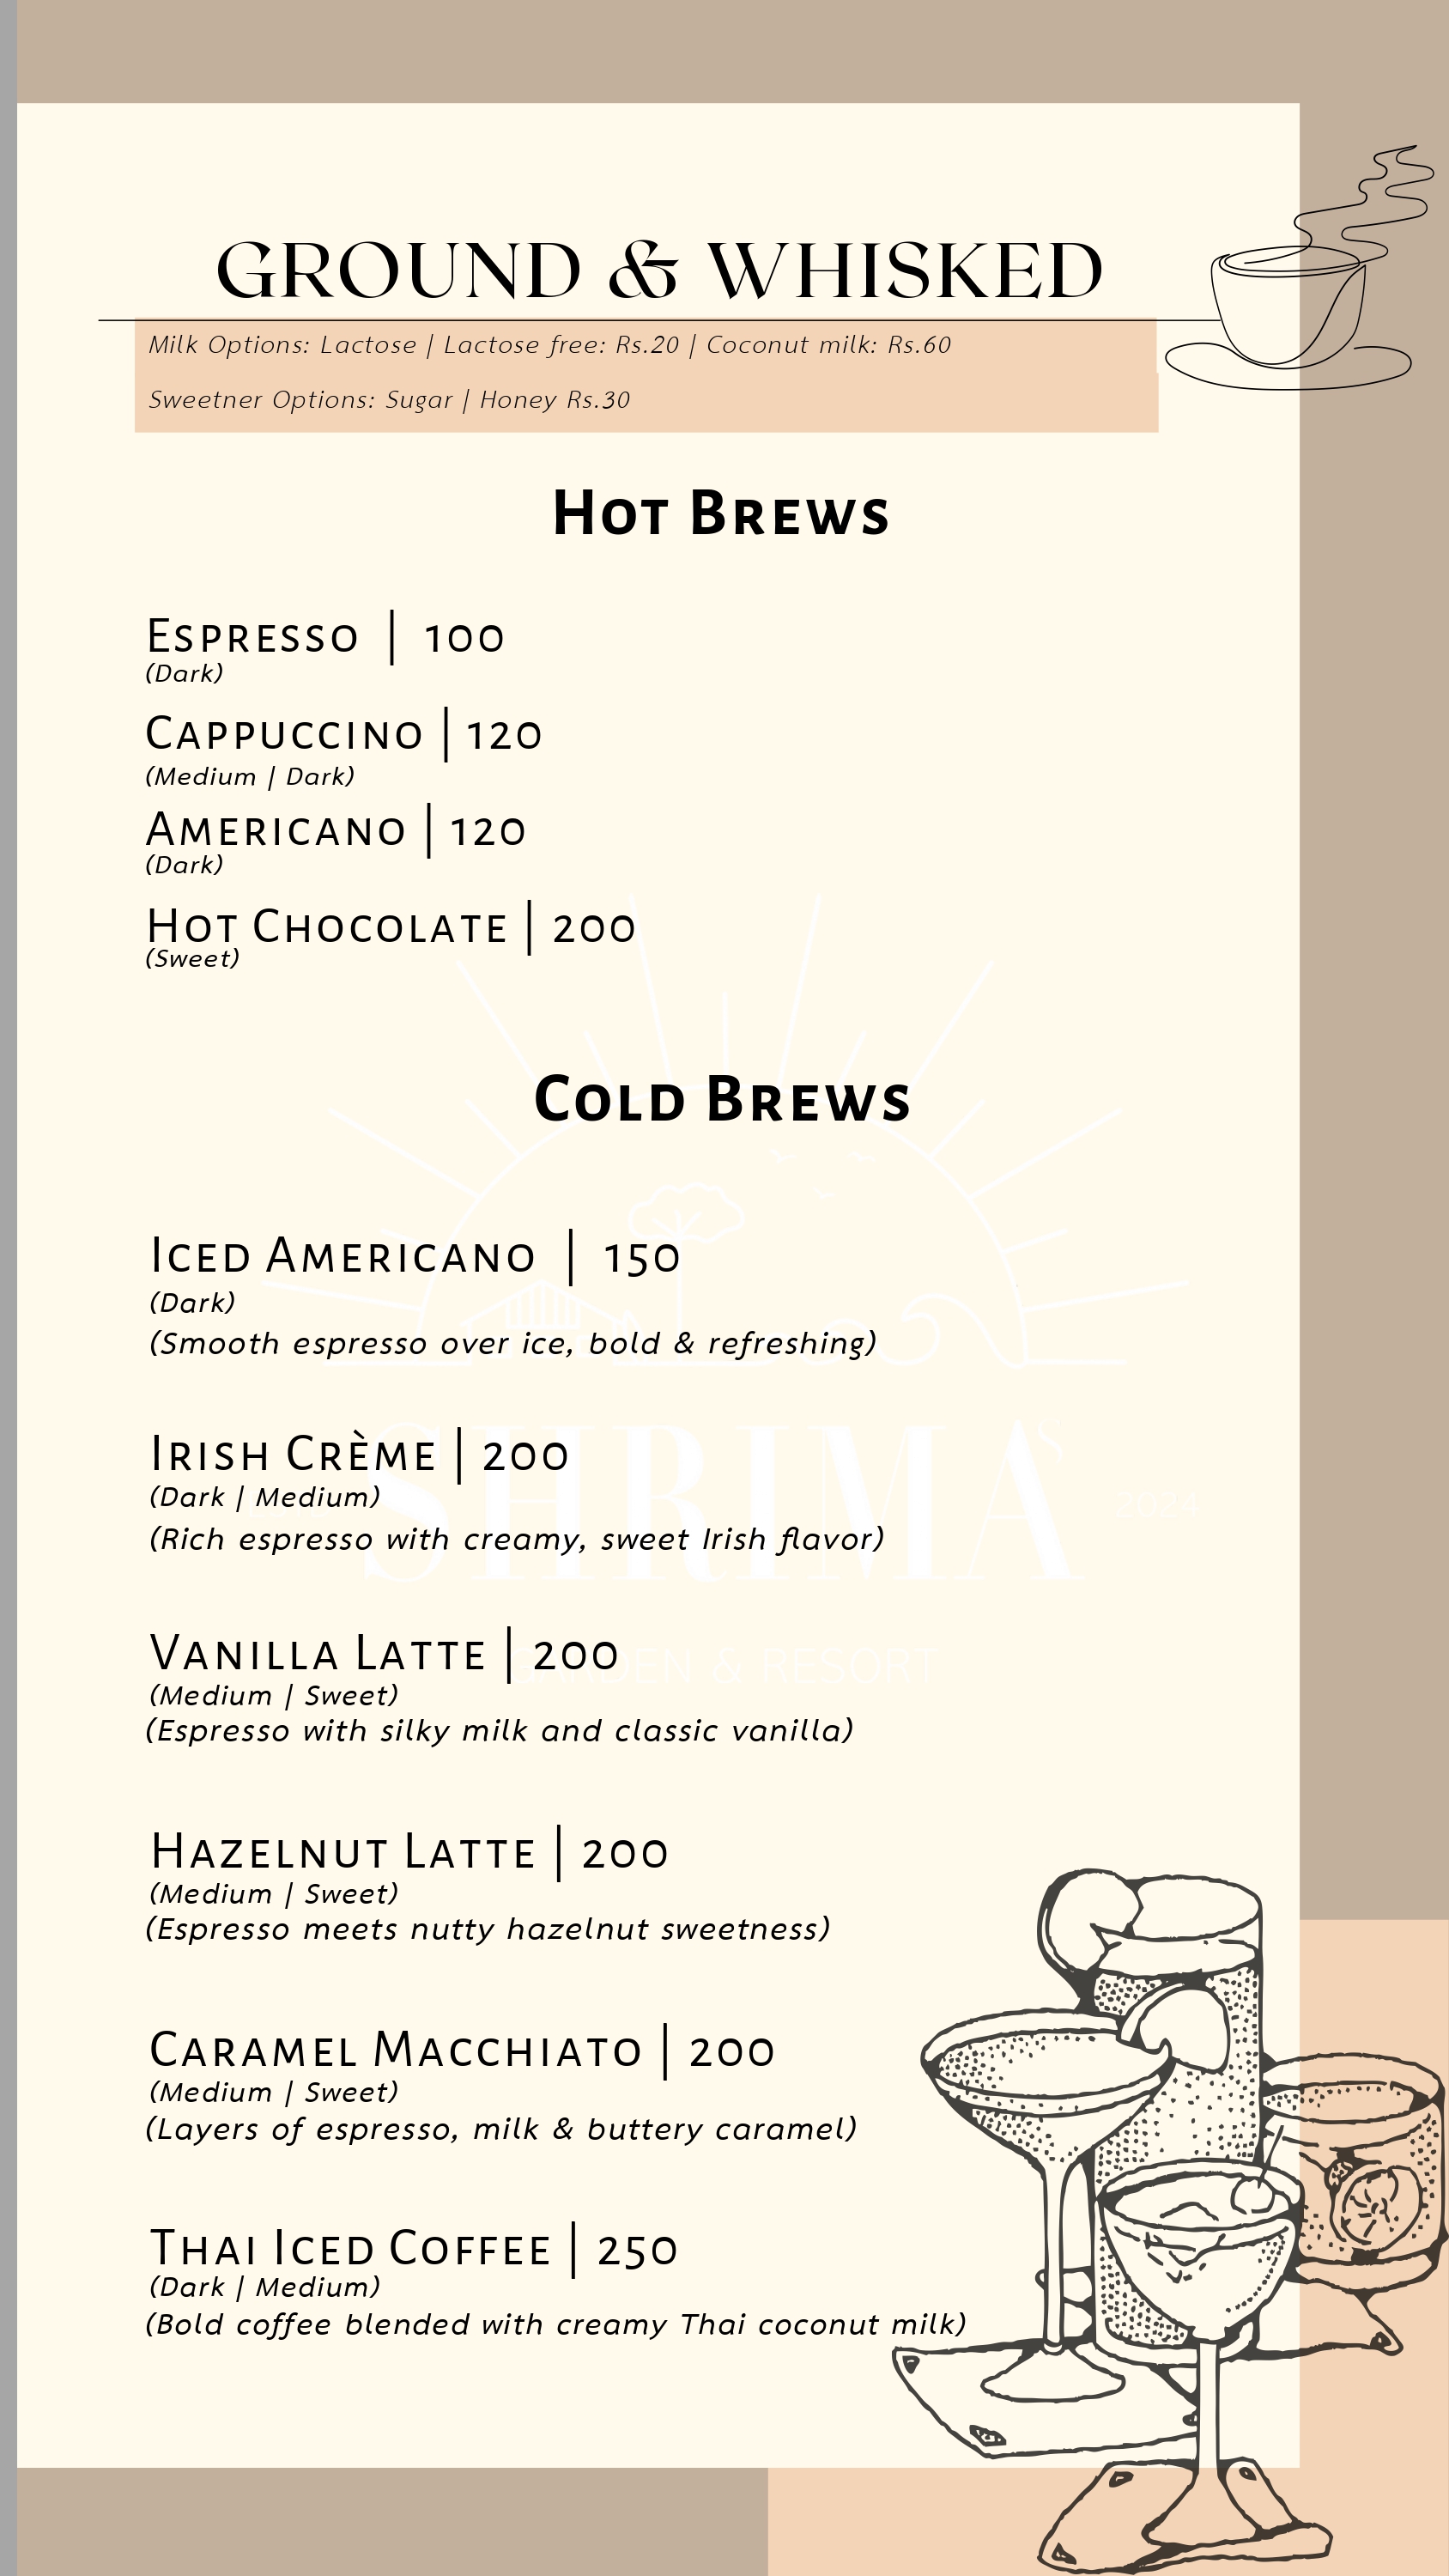 GROUND & WHISKED
Milk Options: Lactose | Lactose free: Rs.20 | Coconut milk: Rs.60
Sweetner Options: Sugar | Honey Rs.30
Hot Brews
Espresso | 100
(Dark)
Cappuccino | 120
(Medium | Dark)
Americano | 120
(Dark)
Hot Chocolate | 200
(Sweet)
Cold Brews
Iced Americano | 150
(Dark)
(Smooth espresso over ice, bold & refreshing)
Irish Crème | 200
(Dark | Medium)
SHRIMA'S
2024
(Rich espresso with creamy, sweet Irish flavor)
Vanilla Latte | 200
& RESORT
(Medium | Sweet)
(Espresso with silky milk and classic vanilla)
Hazelnut Latte | 200
(Medium | Sweet)
(Espresso meets nutty hazelnut sweetness)
Caramel Macchiato | 200
(Medium | Sweet)
(Layers of espresso, milk & buttery caramel)
Thai Iced Coffee | 250
(Dark | Medium)
(Bold coffee blended with creamy Thai coconut milk)